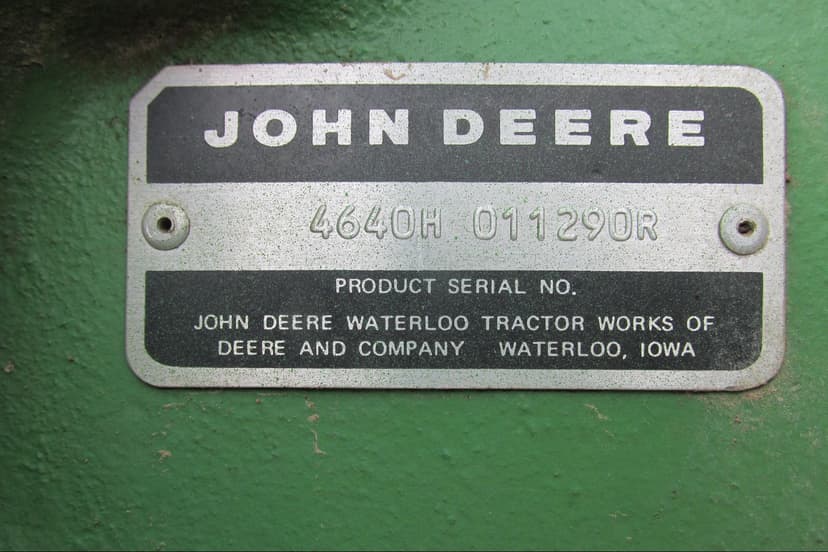 JOHN DEERE
4640H 011290R
PRODUCT SERIAL NO.
JOHN DEERE WATERLOO TRACTOR WORKS OF
DEERE AND COMPANY WATERLOO, IOWA